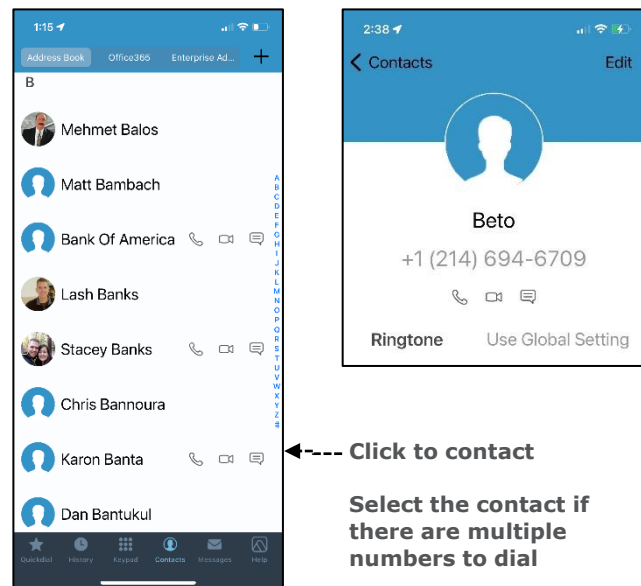 1:15
Address Book Office365 Enterprise Ad...
B
Mehmet Balos
Matt Bambach
Bank Of America
Lash Banks
Stacey Banks
Chris Bannoura
Karon Banta
Dan Bantukul
A
B
C
D
E
F
G
H
I
J
K
L
M
N
O
P
Q
R
S
T
U
V
W
X
Y
Z
#
Quickdial History Keypad Contacts Messages Help
2:38
Contacts Edit
Beto
+1 (214) 694-6709
Ringtone Use Global Setting
Click to contact
Select the contact if
there are multiple
numbers to dial